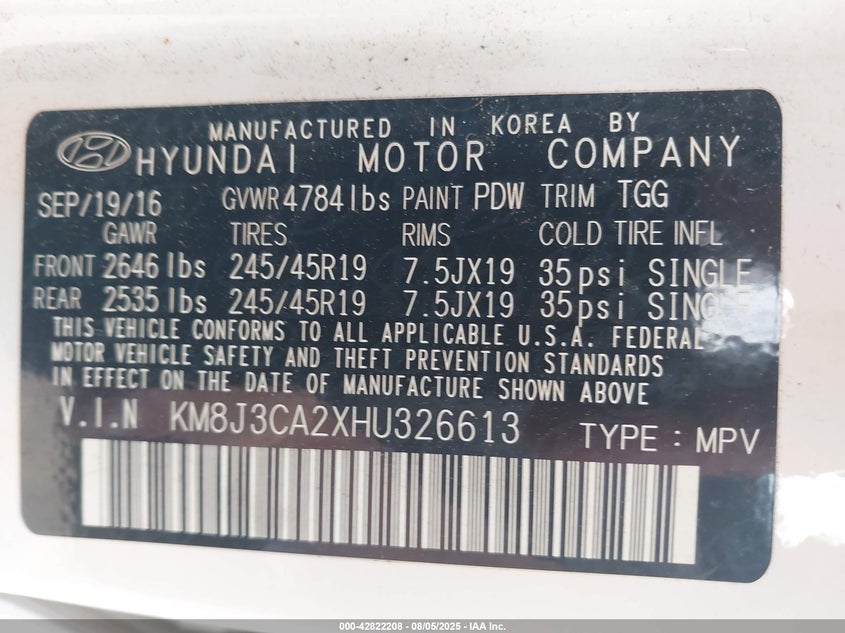 MANUFACTURED IN KOREA BY
HYUNDAI MOTOR COMPANY
SEP/19/16 GVWR 4784 lbs PAINT PDW TRIM TGG
GAWR TIRES RIMS COLD TIRE INFL
FRONT 2646 lbs 245/45R19 7.5JX19 35psi SINGLE
REAR 2535 lbs 245/45R19 7.5JX19 35psi SINGLE
THIS VEHICLE CONFORMS TO ALL APPLICABLE U.S.A. FEDERAL
MOTOR VEHICLE SAFETY AND THEFT PREVENTION STANDARDS
IN EFFECT ON THE DATE OF MANUFACTURE SHOWN ABOVE
V.I.N KM8J3CA2XHU326613 TYPE : MPV
000-42822208 - 08/05/2025 - IAA Inc.